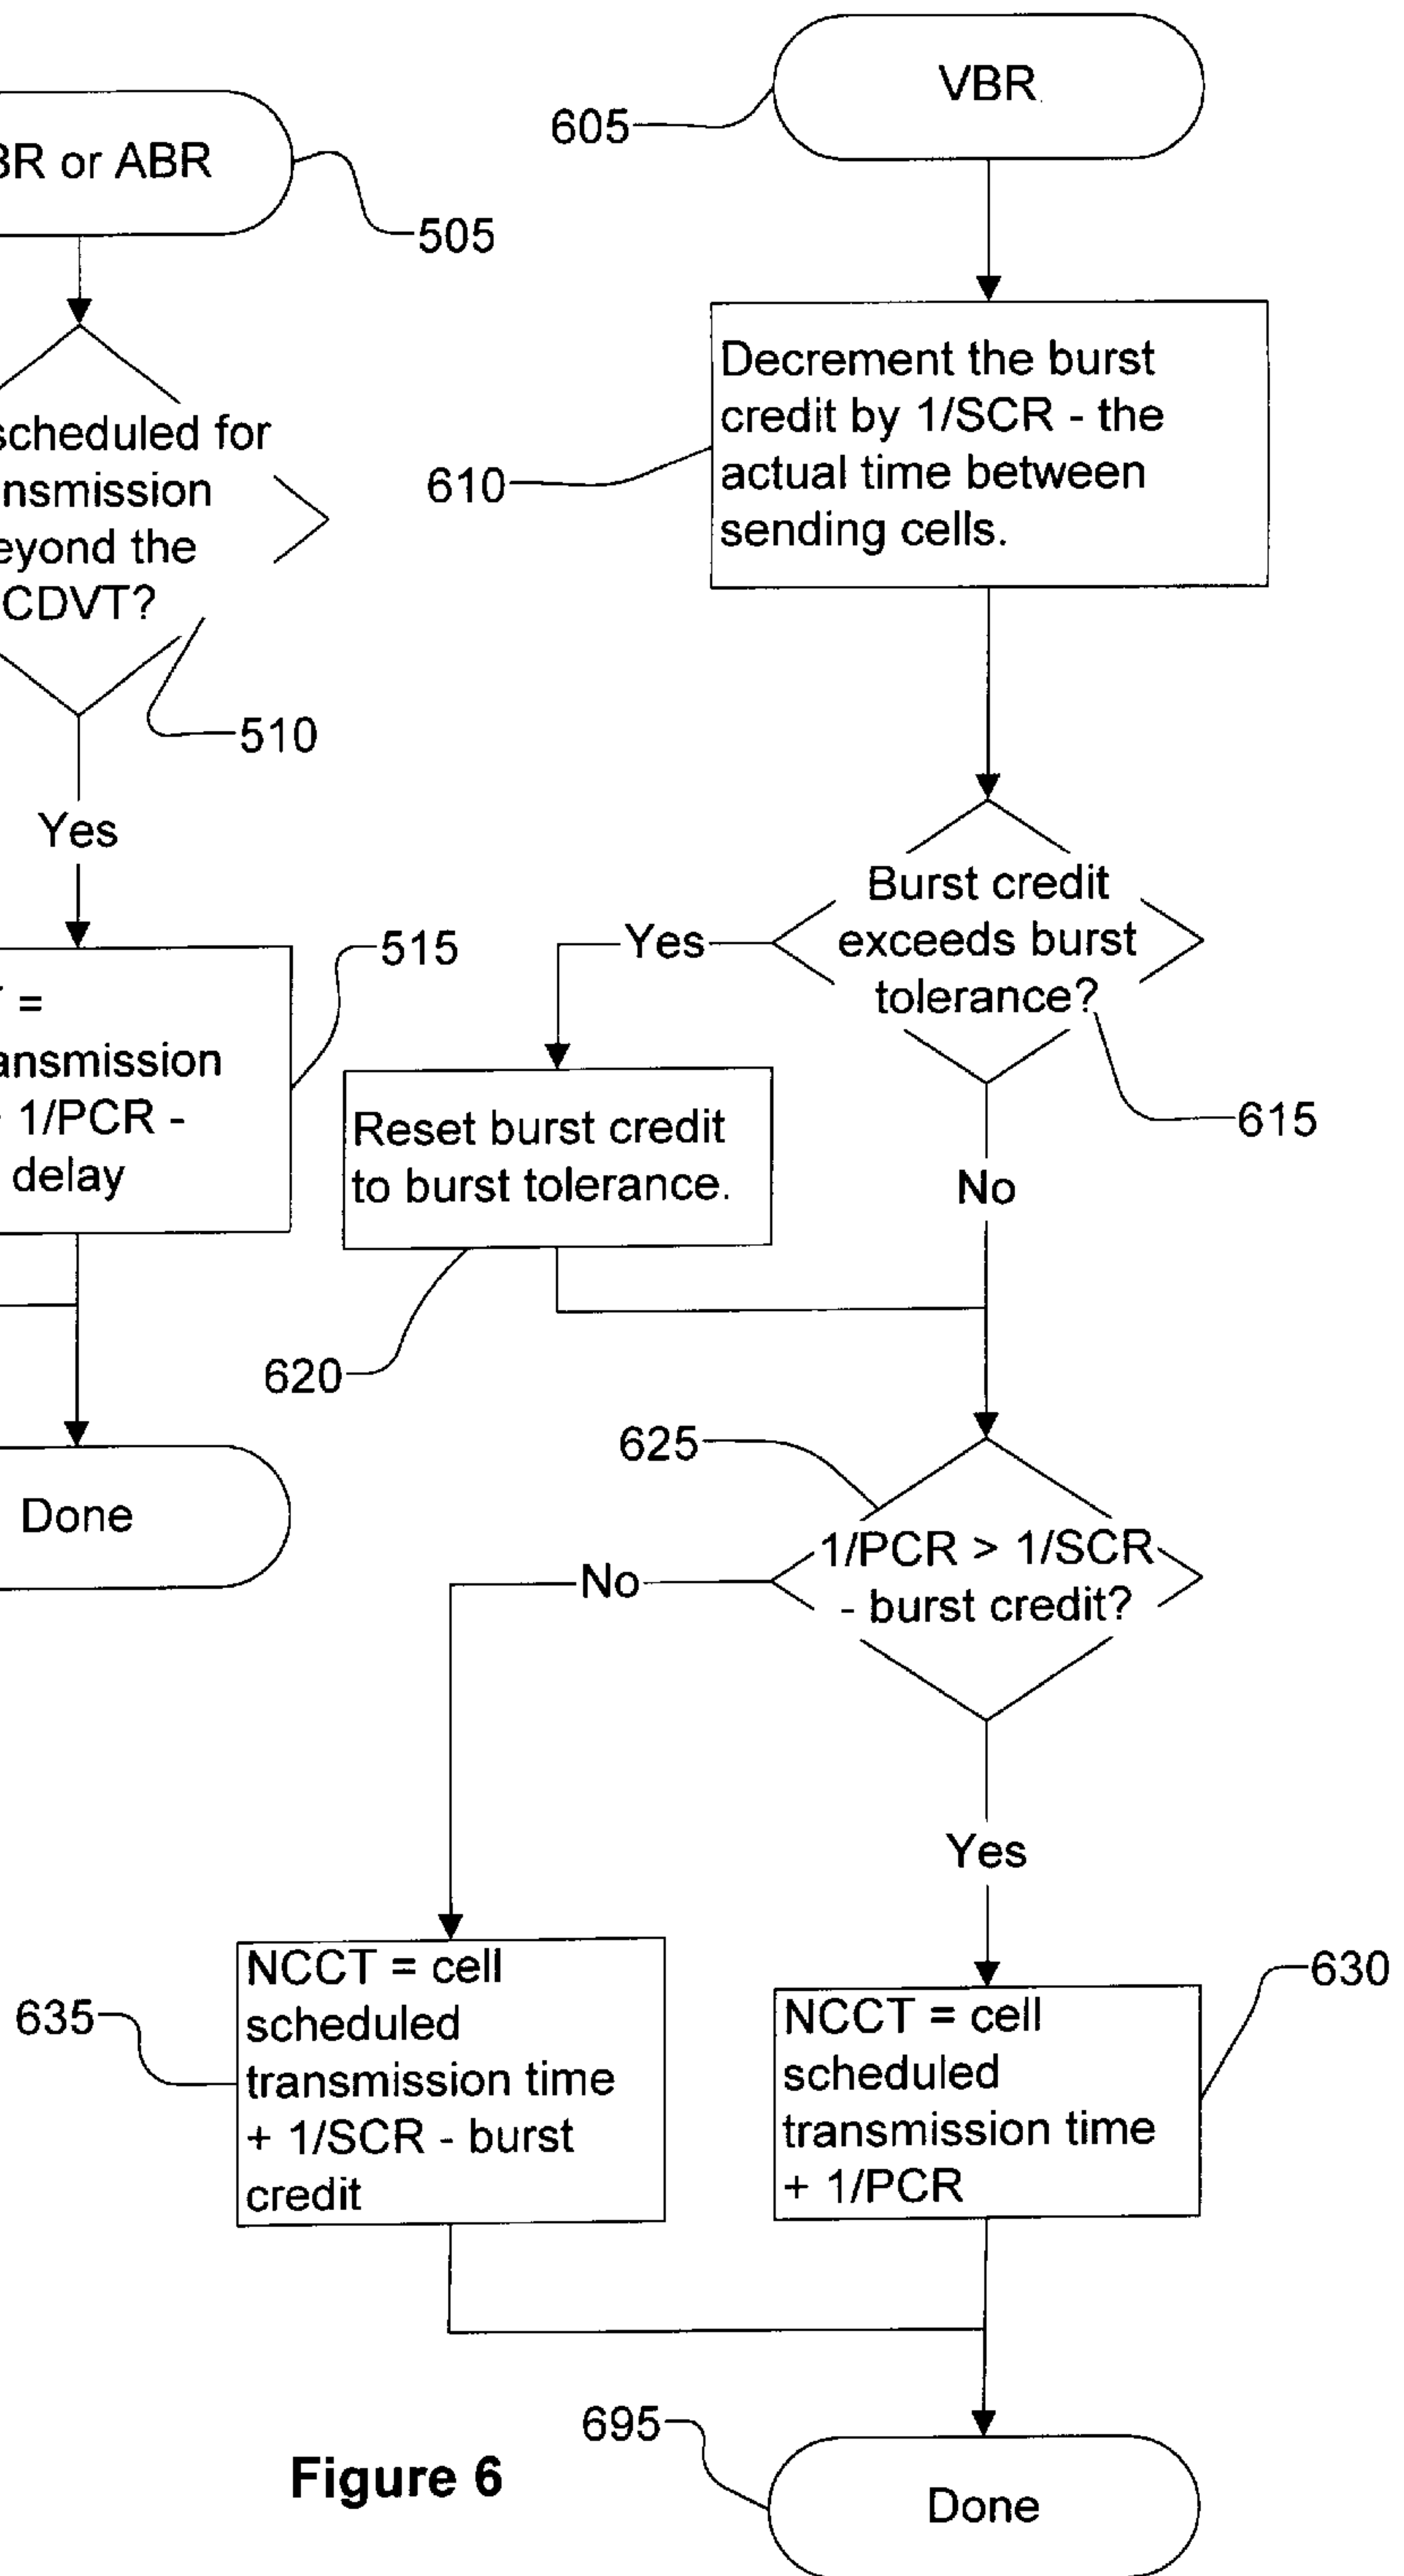 BR or ABR
505
scheduled for
nsmission
eyond the
CDVT?
510
Yes
515
=
ansmission
1/PCR -
delay
Done
VBR
605
Decrement the burst
credit by 1/SCR - the
actual time between
sending cells.
610
Burst credit
exceeds burst
tolerance?
615
Yes
No
Reset burst credit
to burst tolerance.
620
625
1/PCR > 1/SCR
- burst credit?
No
Yes
NCCT = cell
scheduled
transmission time
+ 1/SCR - burst
credit
635
NCCT = cell
scheduled
transmission time
+ 1/PCR
630
695
Done
Figure 6